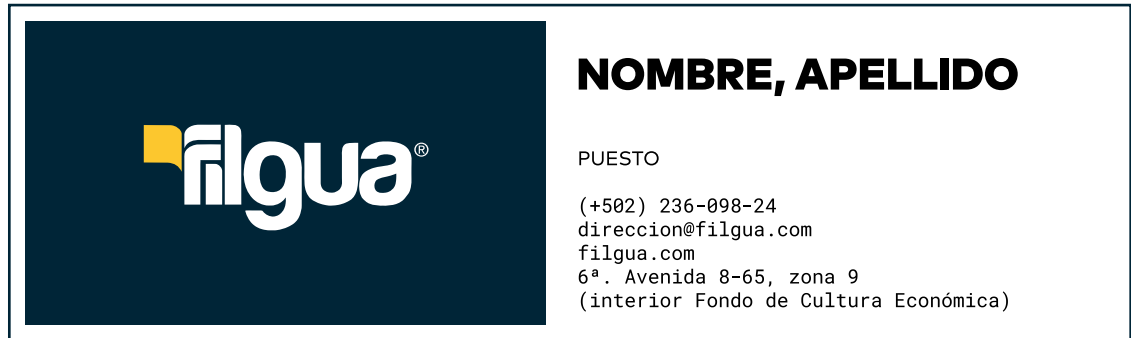 filgua®
NOMBRE, APELLIDO
PUESTO
(+502) 236-098-24
direccion@filgua.com
filgua.com
6ª. Avenida 8-65, zona 9
(interior Fondo de Cultura Económica)